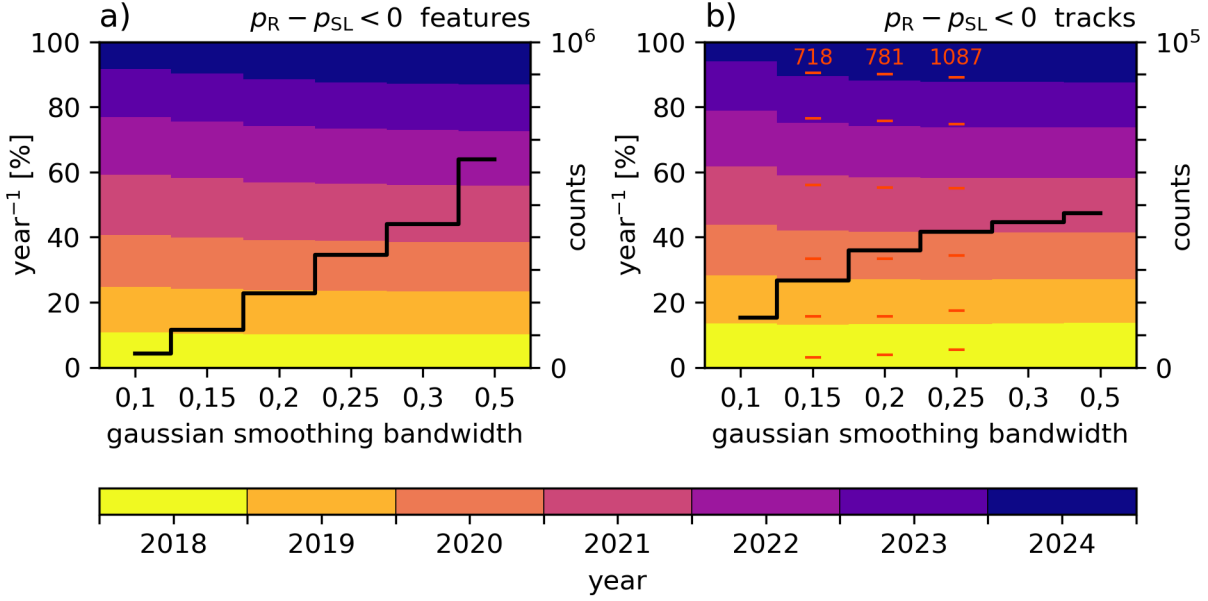 a) p_R − p_SL < 0 features
100
80
60
40
20
0
year⁻¹ [%]
10⁶
counts
0
0,1 0,15 0,2 0,25 0,3 0,5
gaussian smoothing bandwidth
b) p_R − p_SL < 0 tracks
718 781 1087
100
80
60
40
20
0
year⁻¹ [%]
10⁵
counts
0
0,1 0,15 0,2 0,25 0,3 0,5
gaussian smoothing bandwidth
2018 2019 2020 2021 2022 2023 2024
year